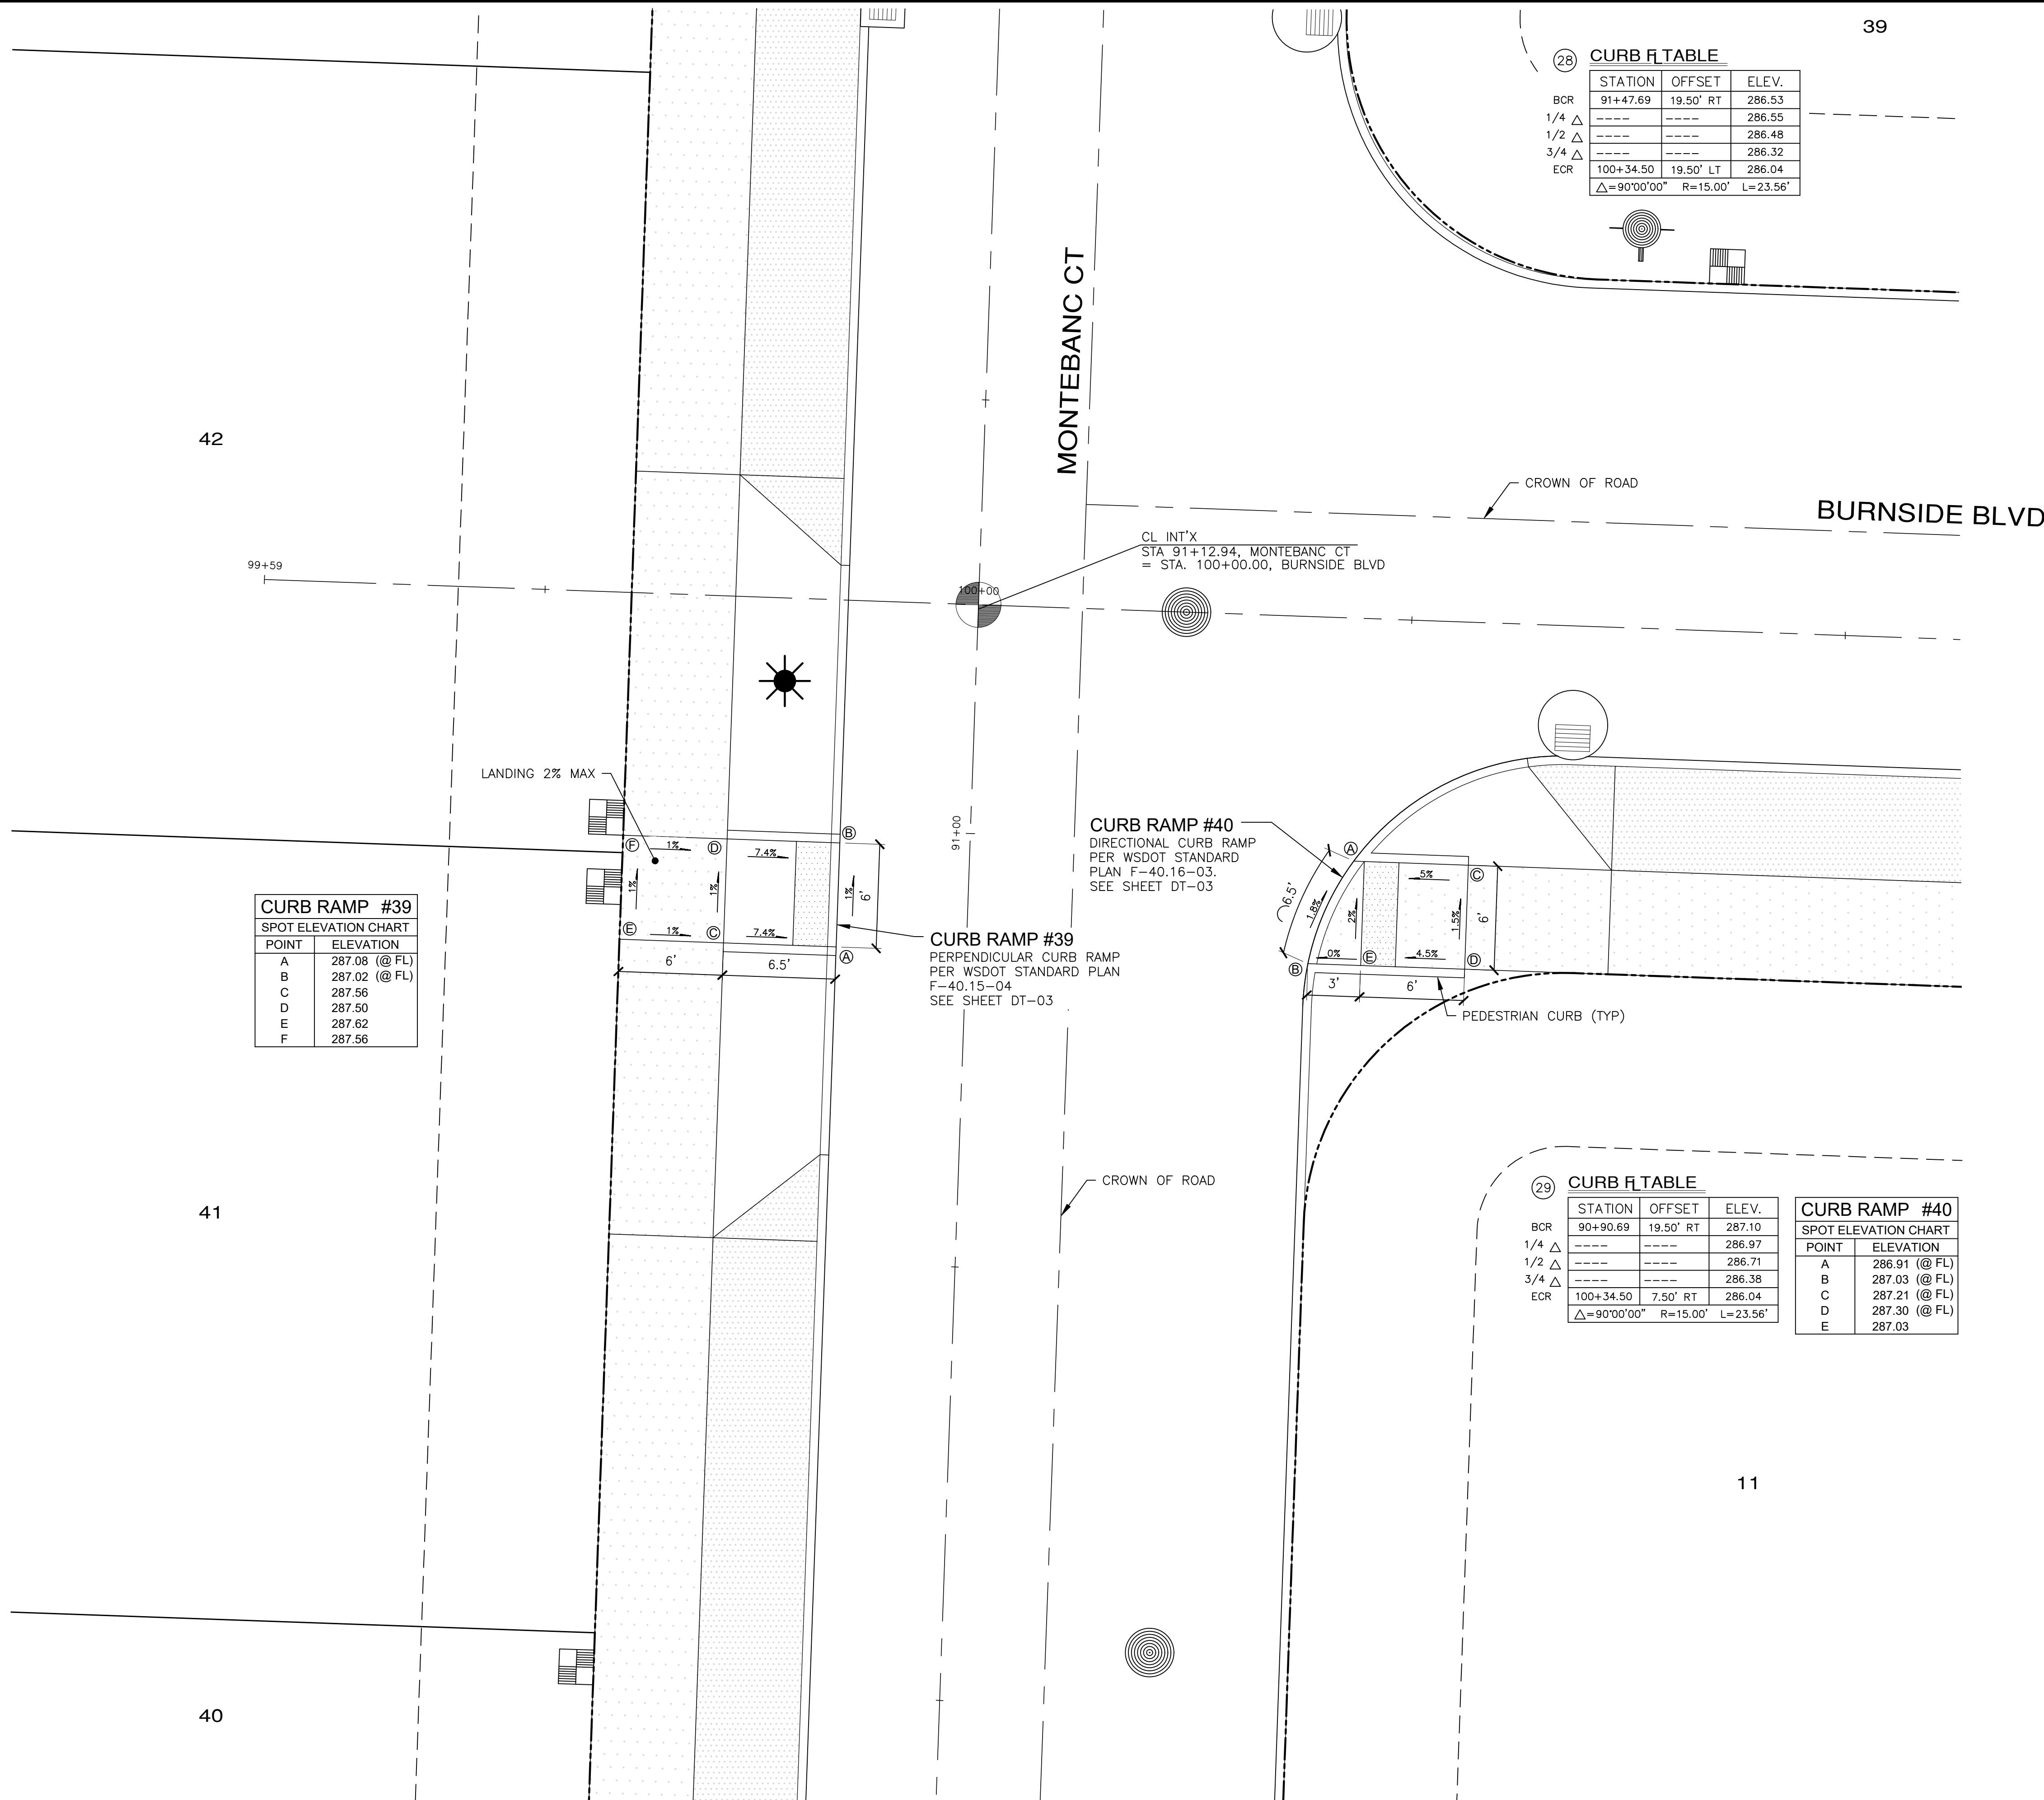 39
28 CURB FL TABLE
STATION OFFSET ELEV.
BCR 91+47.69 19.50' RT 286.53
1/4 △ ---- ---- 286.55
1/2 △ ---- ---- 286.48
3/4 △ ---- ---- 286.32
ECR 100+34.50 19.50' LT 286.04
△=90°00'00" R=15.00' L=23.56'
MONTEBANC CT
42
CROWN OF ROAD
BURNSIDE BLVD
CL INT'X
STA 91+12.94, MONTEBANC CT
= STA. 100+00.00, BURNSIDE BLVD
99+59
100+00
LANDING 2% MAX
91+00
F 1% D 7.4% B
1% 1% 1% 6'
E 1% C 7.4% A
6' 6.5'
CURB RAMP #39
SPOT ELEVATION CHART
POINT ELEVATION
A 287.08 (@ FL)
B 287.02 (@ FL)
C 287.56
D 287.50
E 287.62
F 287.56
CURB RAMP #39
PERPENDICULAR CURB RAMP
PER WSDOT STANDARD PLAN
F-40.15-04
SEE SHEET DT-03
CURB RAMP #40
DIRECTIONAL CURB RAMP
PER WSDOT STANDARD
PLAN F-40.16-03.
SEE SHEET DT-03
A 5% C
6.5' 1.8% 2% 1.5% 6'
B 0% E 4.5% D
3' 6'
PEDESTRIAN CURB (TYP)
CROWN OF ROAD
41
29 CURB FL TABLE
STATION OFFSET ELEV.
BCR 90+90.69 19.50' RT 287.10
1/4 △ ---- ---- 286.97
1/2 △ ---- ---- 286.71
3/4 △ ---- ---- 286.38
ECR 100+34.50 7.50' RT 286.04
△=90°00'00" R=15.00' L=23.56'
CURB RAMP #40
SPOT ELEVATION CHART
POINT ELEVATION
A 286.91 (@ FL)
B 287.03 (@ FL)
C 287.21 (@ FL)
D 287.30 (@ FL)
E 287.03
11
40